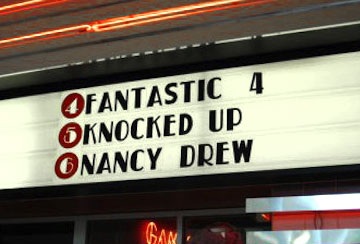 4 FANTASTIC 4
5 KNOCKED UP
6 NANCY DREW